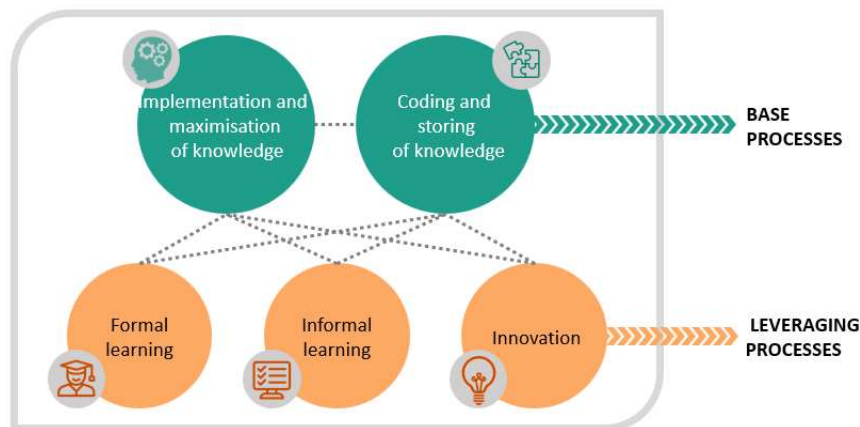 Implementation and
maximisation
of knowledge
Coding and
storing
of knowledge
BASE
PROCESSES
Formal
learning
Informal
learning
Innovation
LEVERAGING
PROCESSES